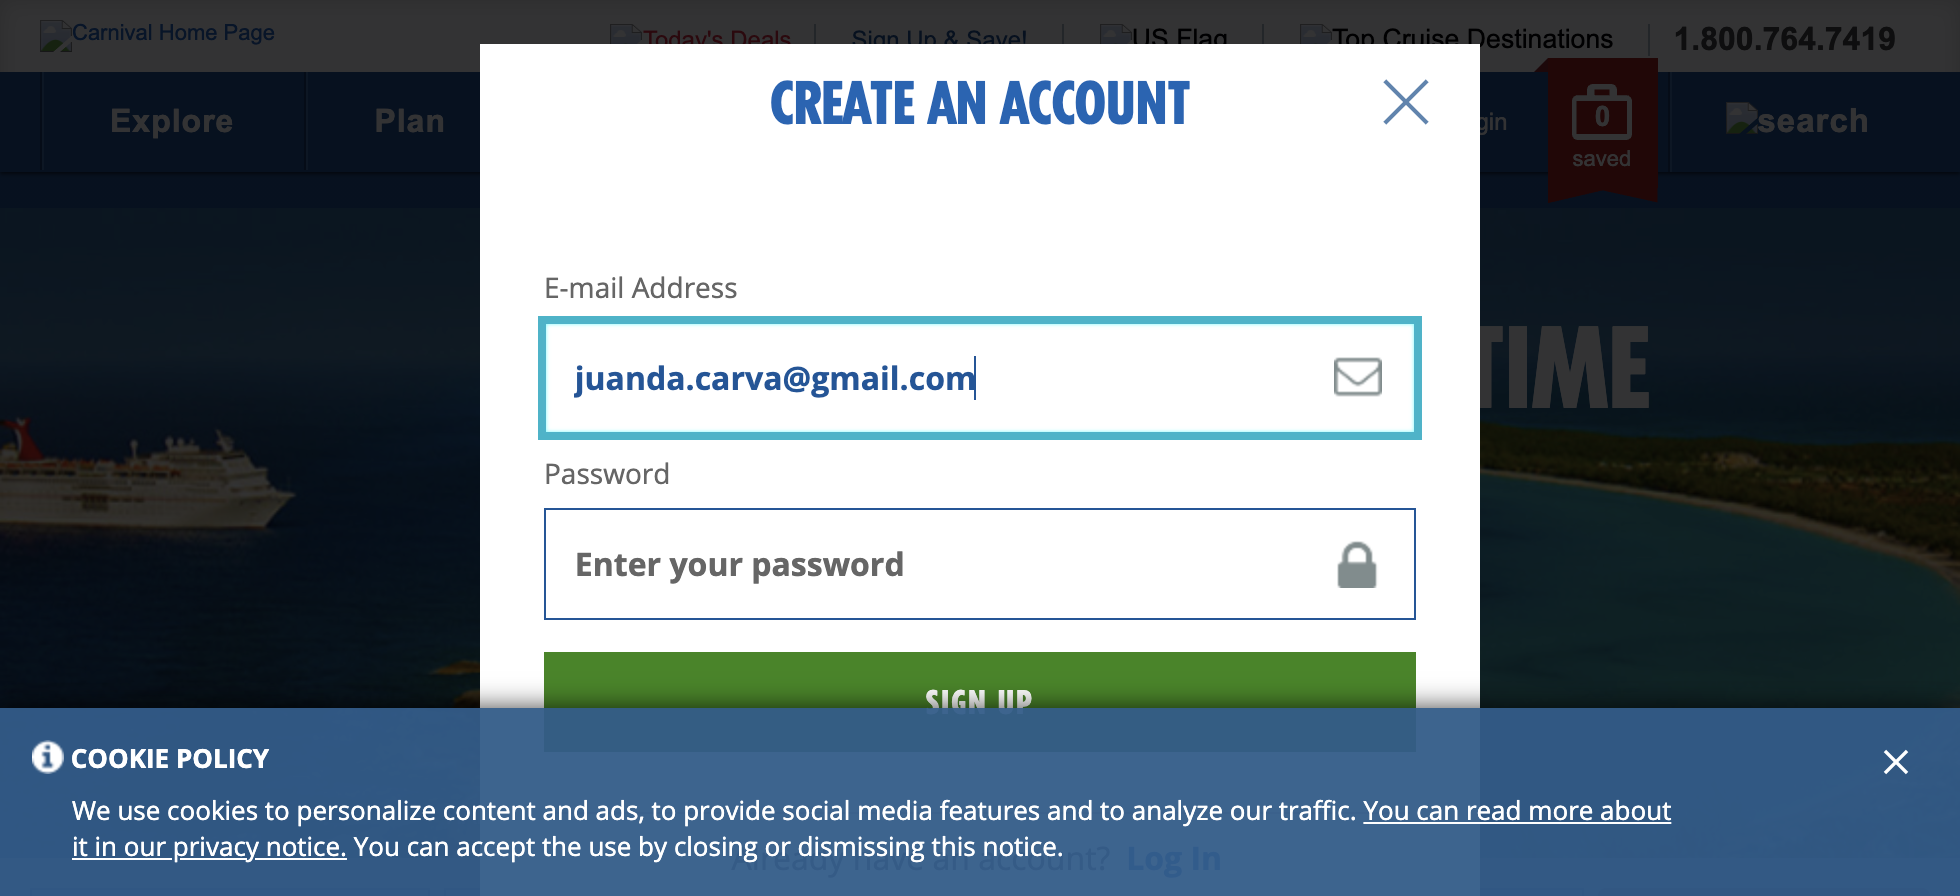 Carnival Home Page
Today's Deals
Sign Up & Save!
US Flag
Top Cruise Destinations
1.800.764.7419
Explore
Plan
gin
0
saved
search
CREATE AN ACCOUNT
E-mail Address
juanda.carva@gmail.com
TIME
Password
Enter your password
SIGN UP
COOKIE POLICY
We use cookies to personalize content and ads, to provide social media features and to analyze our traffic. You can read more about
it in our privacy notice. You can accept the use by closing or dismissing this notice.
Already have an account? Log In